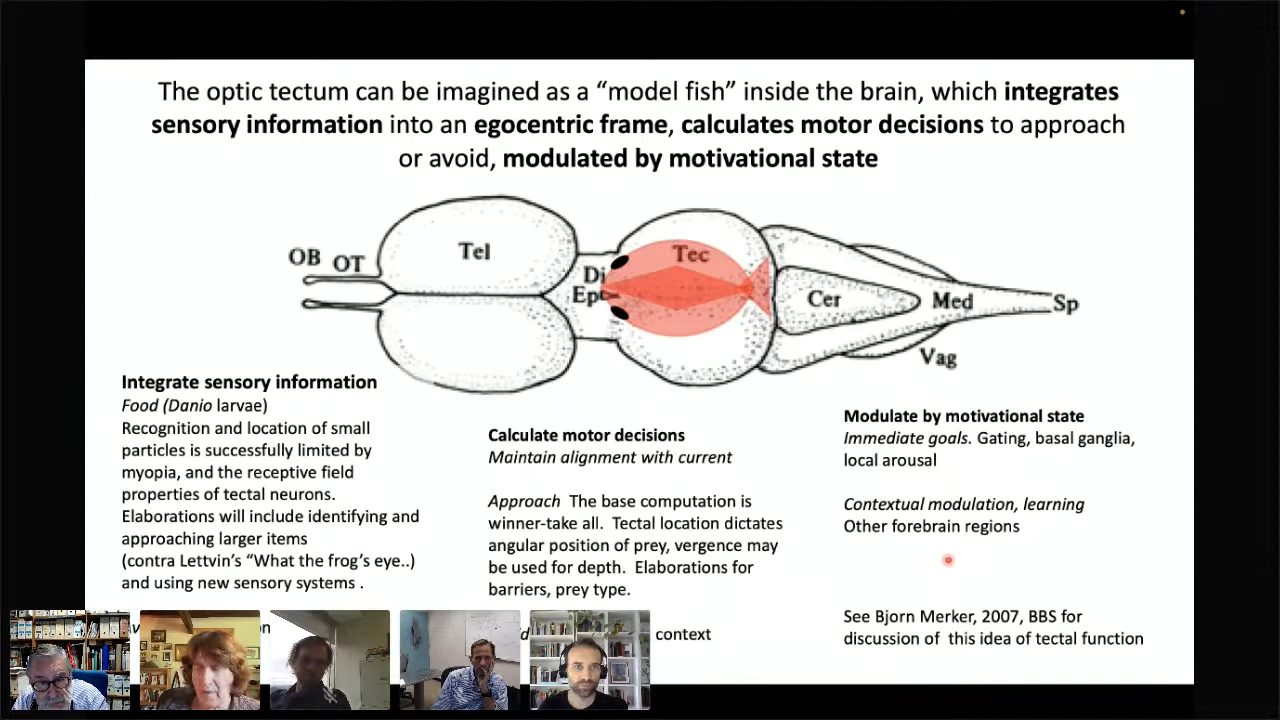 The optic tectum can be imagined as a “model fish” inside the brain, which integrates
sensory information into an egocentric frame, calculates motor decisions to approach
or avoid, modulated by motivational state
OB
OT
Tel
Di
Ep
Tec
Cer
Med
Sp
Vag
Integrate sensory information
Food (Danio larvae)
Recognition and location of small
particles is successfully limited by
myopia, and the receptive field
properties of tectal neurons.
Elaborations will include identifying and
approaching larger items
(contra Lettvin’s “What the frog’s eye..)
and using new sensory systems .
Calculate motor decisions
Maintain alignment with current
Approach The base computation is
winner-take all. Tectal location dictates
angular position of prey, vergence may
be used for depth. Elaborations for
barriers, prey type.
context
Modulate by motivational state
Immediate goals. Gating, basal ganglia,
local arousal
Contextual modulation, learning
Other forebrain regions
See Bjorn Merker, 2007, BBS for
discussion of this idea of tectal function